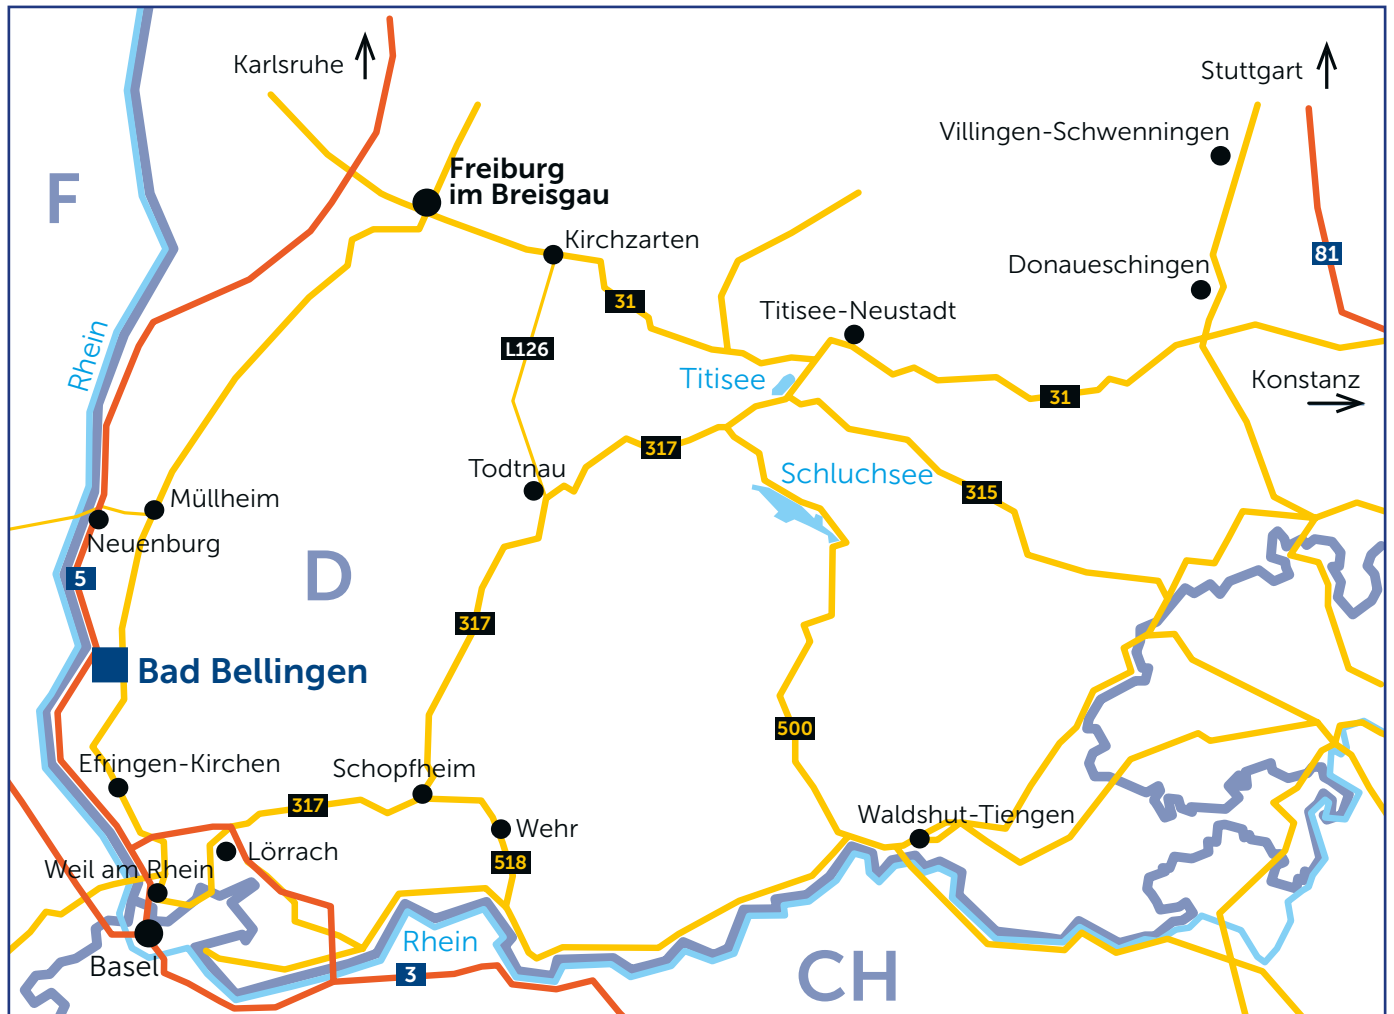 Karlsruhe
Stuttgart
Villingen-Schwenningen
Freiburg
im Breisgau
F
Kirchzarten
81
Donaueschingen
31
Titisee-Neustadt
Rhein
L126
Titisee
Konstanz
31
317
Todtnau
Schluchsee
315
Müllheim
Neuenburg
D
5
317
Bad Bellingen
500
Efringen-Kirchen
Schopfheim
317
Waldshut-Tiengen
Wehr
Lörrach
518
Weil am Rhein
Rhein
Basel
3
CH